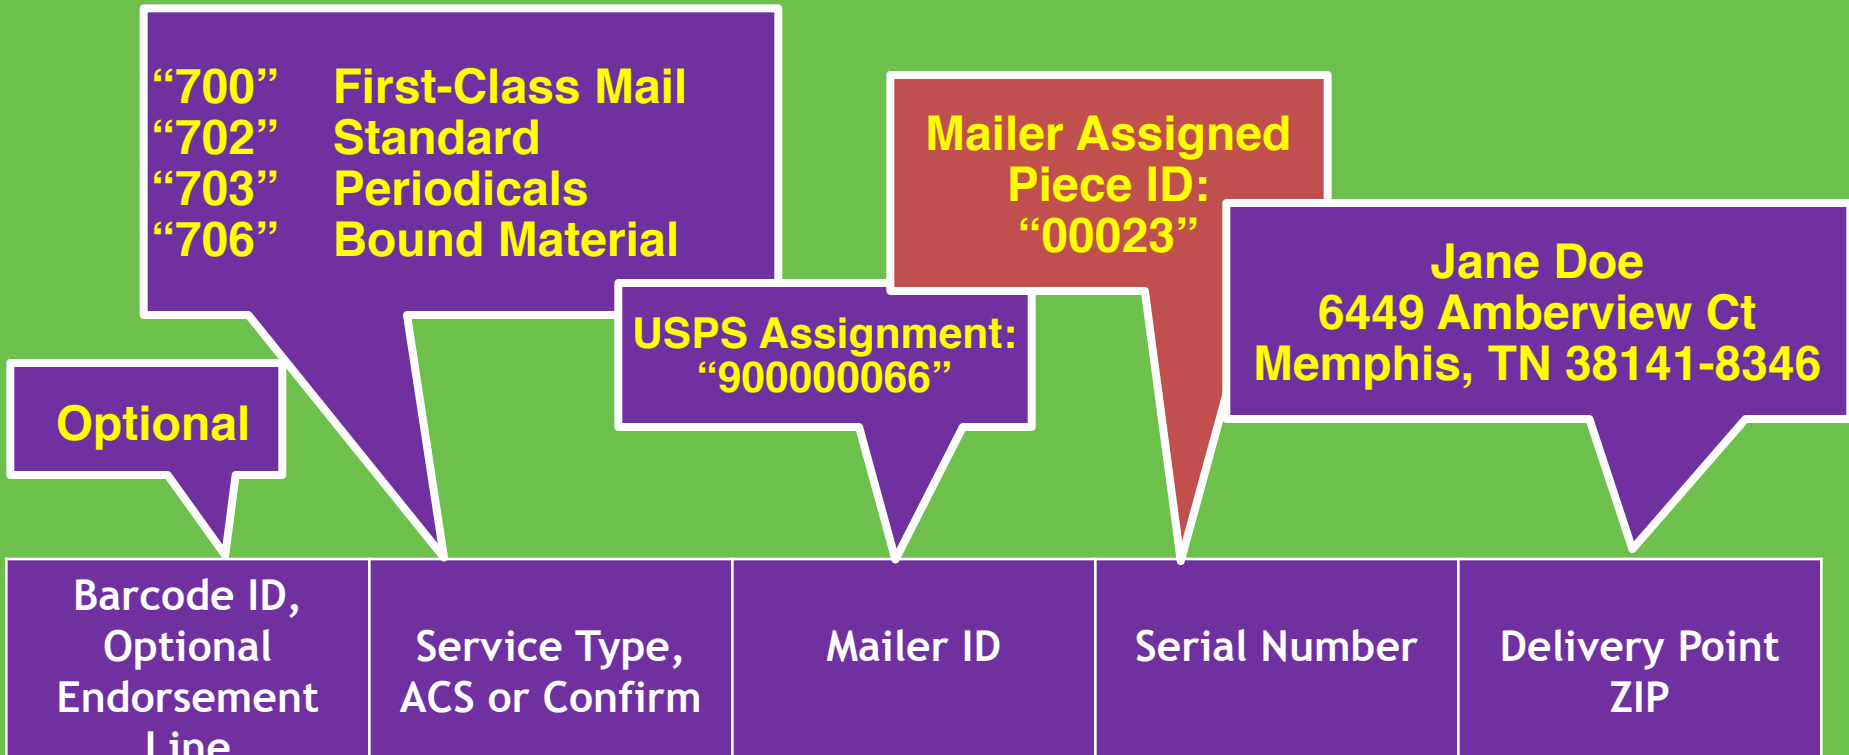 “700” First-Class Mail
“702” Standard
“703” Periodicals
“706” Bound Material
Mailer Assigned
Piece ID:
“00023”
Jane Doe
6449 Amberview Ct
Memphis, TN 38141-8346
USPS Assignment:
“900000066”
Optional
Barcode ID,
Optional
Endorsement
Line
Service Type,
ACS or Confirm
Mailer ID
Serial Number
Delivery Point
ZIP